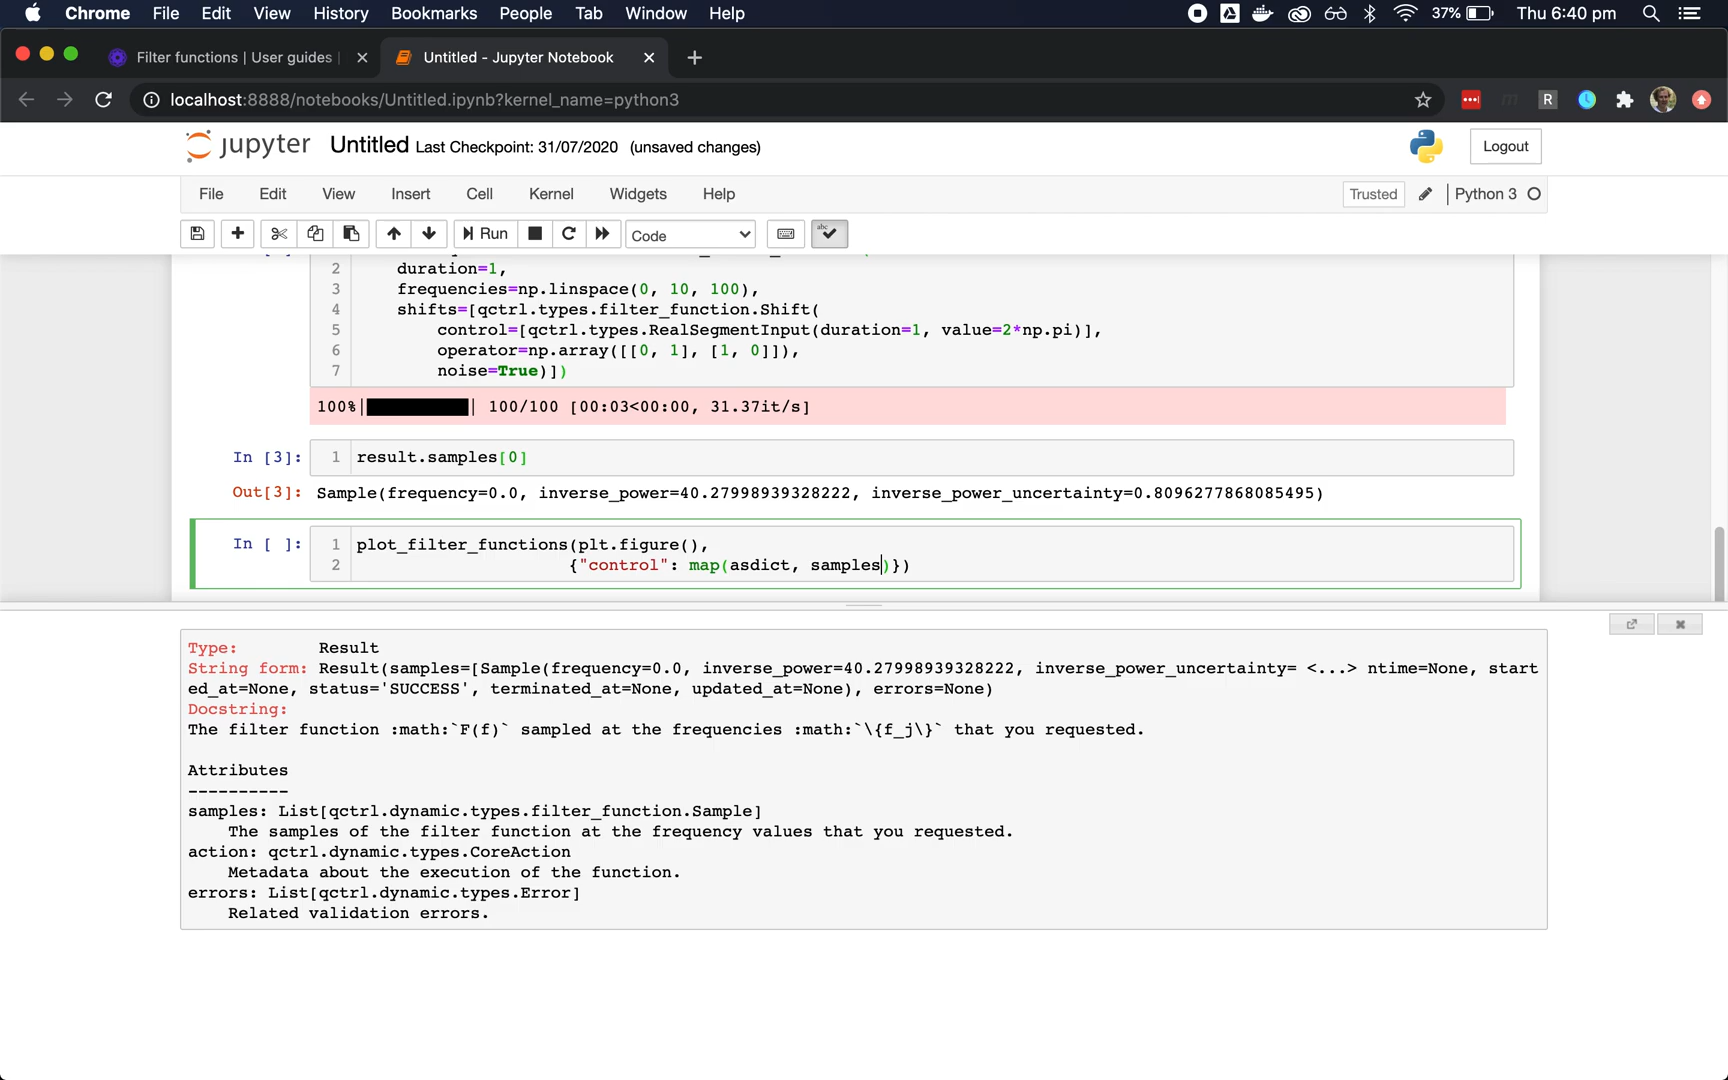 Chrome File Edit View History Bookmarks People Tab Window Help 37% Thu 6:40 pm
Filter functions | User guides | Untitled - Jupyter Notebook
localhost:8888/notebooks/Untitled.ipynb?kernel_name=python3 R
jupyter Untitled Last Checkpoint: 31/07/2020 (unsaved changes) Logout
File Edit View Insert Cell Kernel Widgets Help Trusted Python 3
Run Code abc
2 duration=1,
3 frequencies=np.linspace(0, 10, 100),
4 shifts=[qctrl.types.filter_function.Shift(
5 control=[qctrl.types.RealSegmentInput(duration=1, value=2*np.pi)],
6 operator=np.array([[0, 1], [1, 0]]),
7 noise=True)])
100%| | 100/100 [00:03<00:00, 31.37it/s]
In [3]: 1 result.samples[0]
Out[3]: Sample(frequency=0.0, inverse_power=40.27998939328222, inverse_power_uncertainty=0.8096277868085495)
In [ ]: 1 plot_filter_functions(plt.figure(),
2 {"control": map(asdict, samples)})
Type: Result
String form: Result(samples=[Sample(frequency=0.0, inverse_power=40.27998939328222, inverse_power_uncertainty= <...> ntime=None, start
ed_at=None, status='SUCCESS', terminated_at=None, updated_at=None), errors=None)
Docstring:
The filter function :math:`F(f)` sampled at the frequencies :math:`\{f_j\}` that you requested.
Attributes
----------
samples: List[qctrl.dynamic.types.filter_function.Sample]
The samples of the filter function at the frequency values that you requested.
action: qctrl.dynamic.types.CoreAction
Metadata about the execution of the function.
errors: List[qctrl.dynamic.types.Error]
Related validation errors.